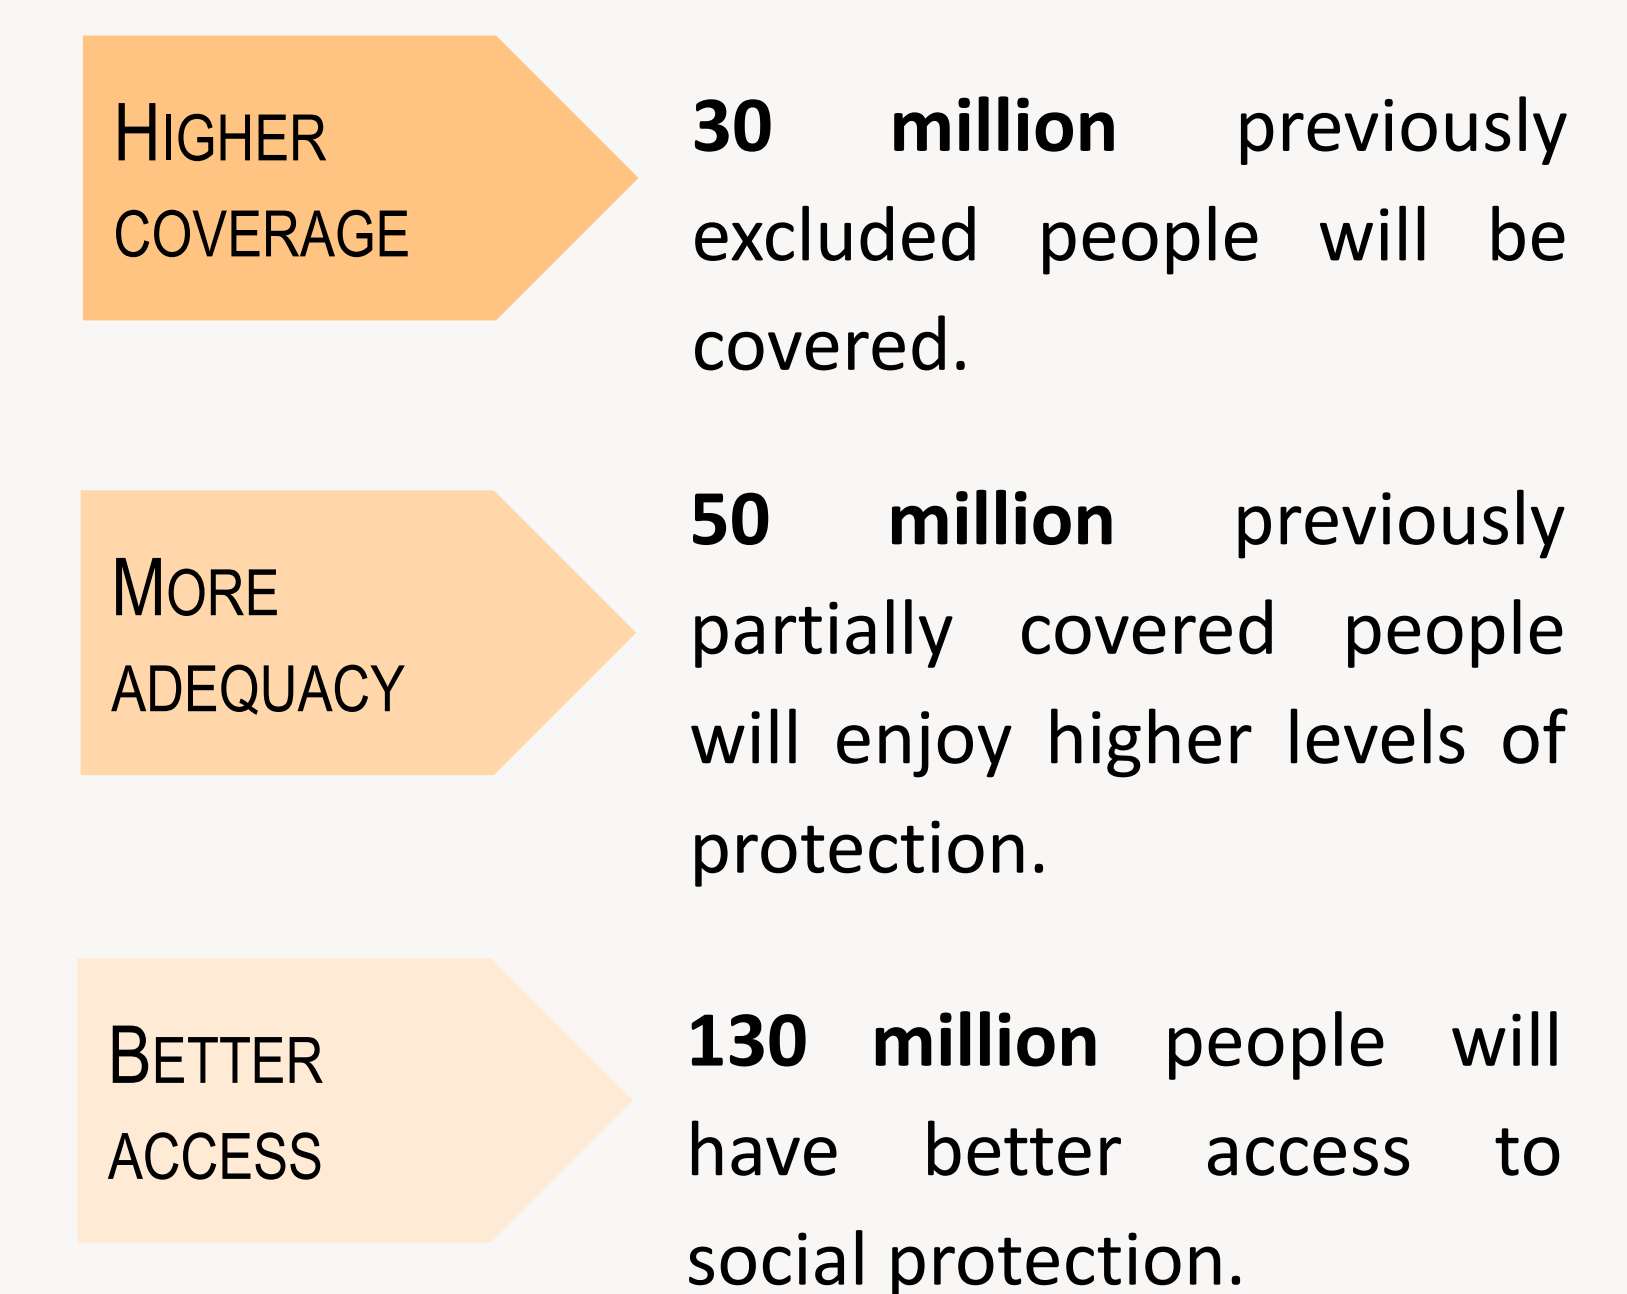 HIGHER
COVERAGE
30 million previously
excluded people will be
covered.
MORE
ADEQUACY
50 million previously
partially covered people
will enjoy higher levels of
protection.
BETTER
ACCESS
130 million people will
have better access to
social protection.